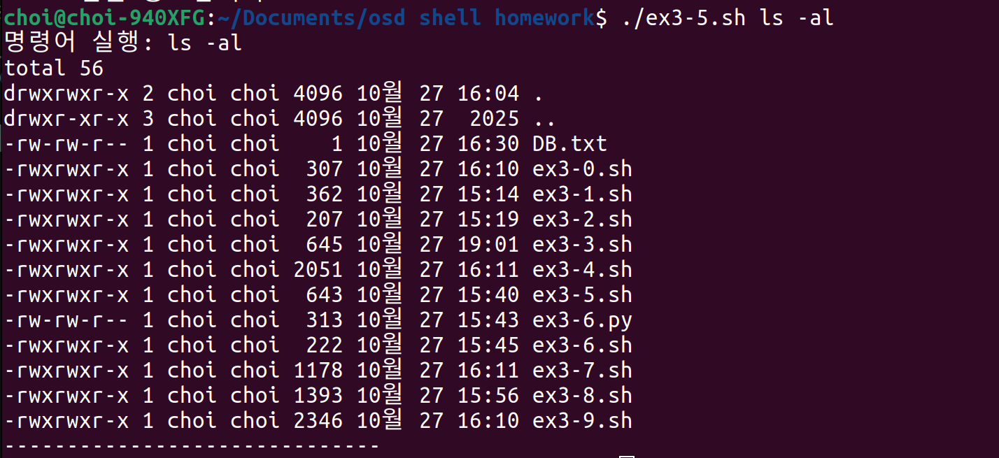 choi@choi-940XFG:~/Documents/osd shell homework$ ./ex3-5.sh ls -al
명령어 실행: ls -al
total 56
drwxrwxr-x 2 choi choi 4096 10월 27 16:04 .
drwxr-xr-x 3 choi choi 4096 10월 27  2025 ..
-rw-rw-r-- 1 choi choi    1 10월 27 16:30 DB.txt
-rwxrwxr-x 1 choi choi  307 10월 27 16:10 ex3-0.sh
-rwxrwxr-x 1 choi choi  362 10월 27 15:14 ex3-1.sh
-rwxrwxr-x 1 choi choi  207 10월 27 15:19 ex3-2.sh
-rwxrwxr-x 1 choi choi  645 10월 27 19:01 ex3-3.sh
-rwxrwxr-x 1 choi choi 2051 10월 27 16:11 ex3-4.sh
-rwxrwxr-x 1 choi choi  643 10월 27 15:40 ex3-5.sh
-rw-rw-r-- 1 choi choi  313 10월 27 15:43 ex3-6.py
-rwxrwxr-x 1 choi choi  222 10월 27 15:45 ex3-6.sh
-rwxrwxr-x 1 choi choi 1178 10월 27 16:11 ex3-7.sh
-rwxrwxr-x 1 choi choi 1393 10월 27 15:56 ex3-8.sh
-rwxrwxr-x 1 choi choi 2346 10월 27 16:10 ex3-9.sh
------------------------------